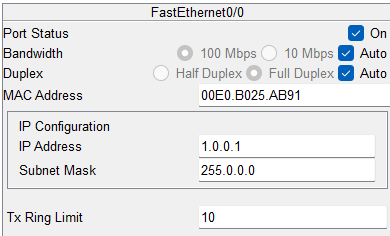 FastEthernet0/0
Port Status On
Bandwidth 100 Mbps 10 Mbps Auto
Duplex Half Duplex Full Duplex Auto
MAC Address 00E0.B025.AB91
IP Configuration
IP Address 1.0.0.1
Subnet Mask 255.0.0.0
Tx Ring Limit 10